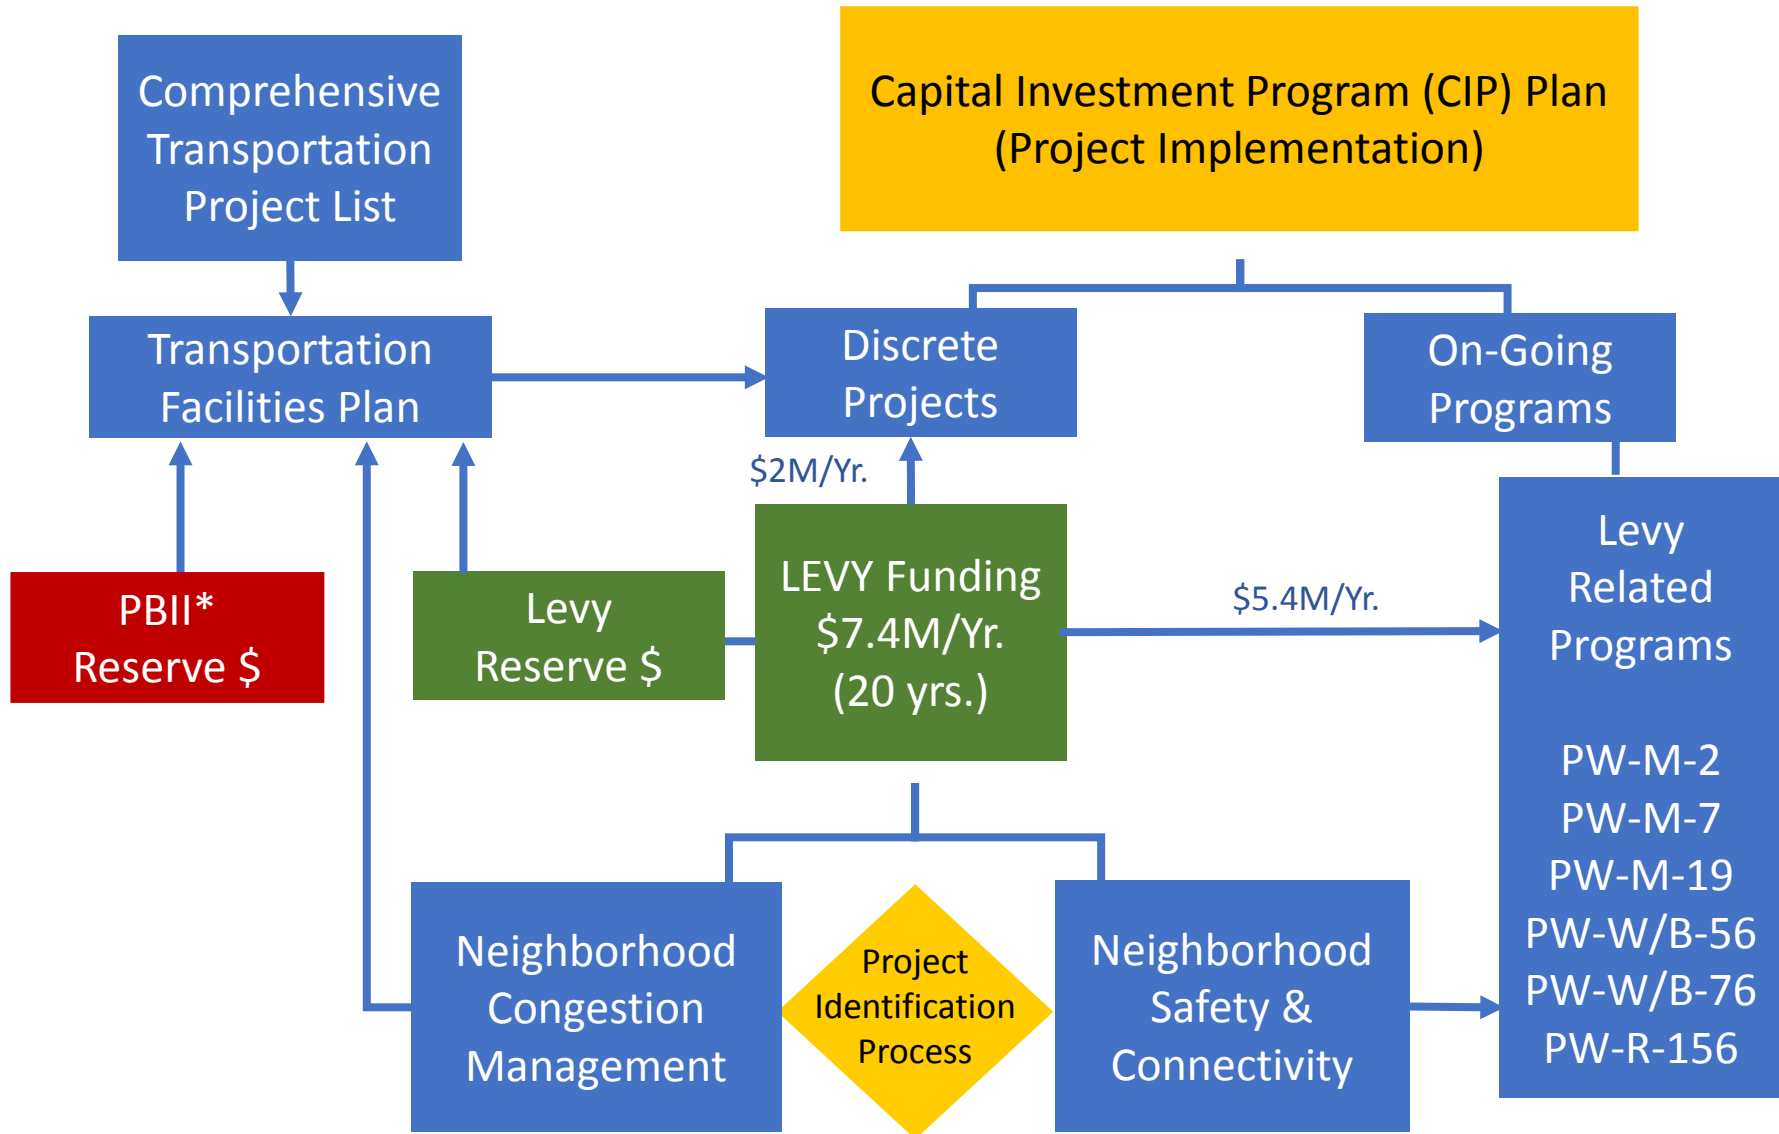 Comprehensive
Transportation
Project List
Capital Investment Program (CIP) Plan
(Project Implementation)
Transportation
Facilities Plan
Discrete
Projects
On-Going
Programs
$2M/Yr.
PBII*
Reserve $
Levy
Reserve $
LEVY Funding
$7.4M/Yr.
(20 yrs.)
$5.4M/Yr.
Levy
Related
Programs
PW-M-2
PW-M-7
PW-M-19
PW-W/B-56
PW-W/B-76
PW-R-156
Neighborhood
Congestion
Management
Project
Identification
Process
Neighborhood
Safety &
Connectivity